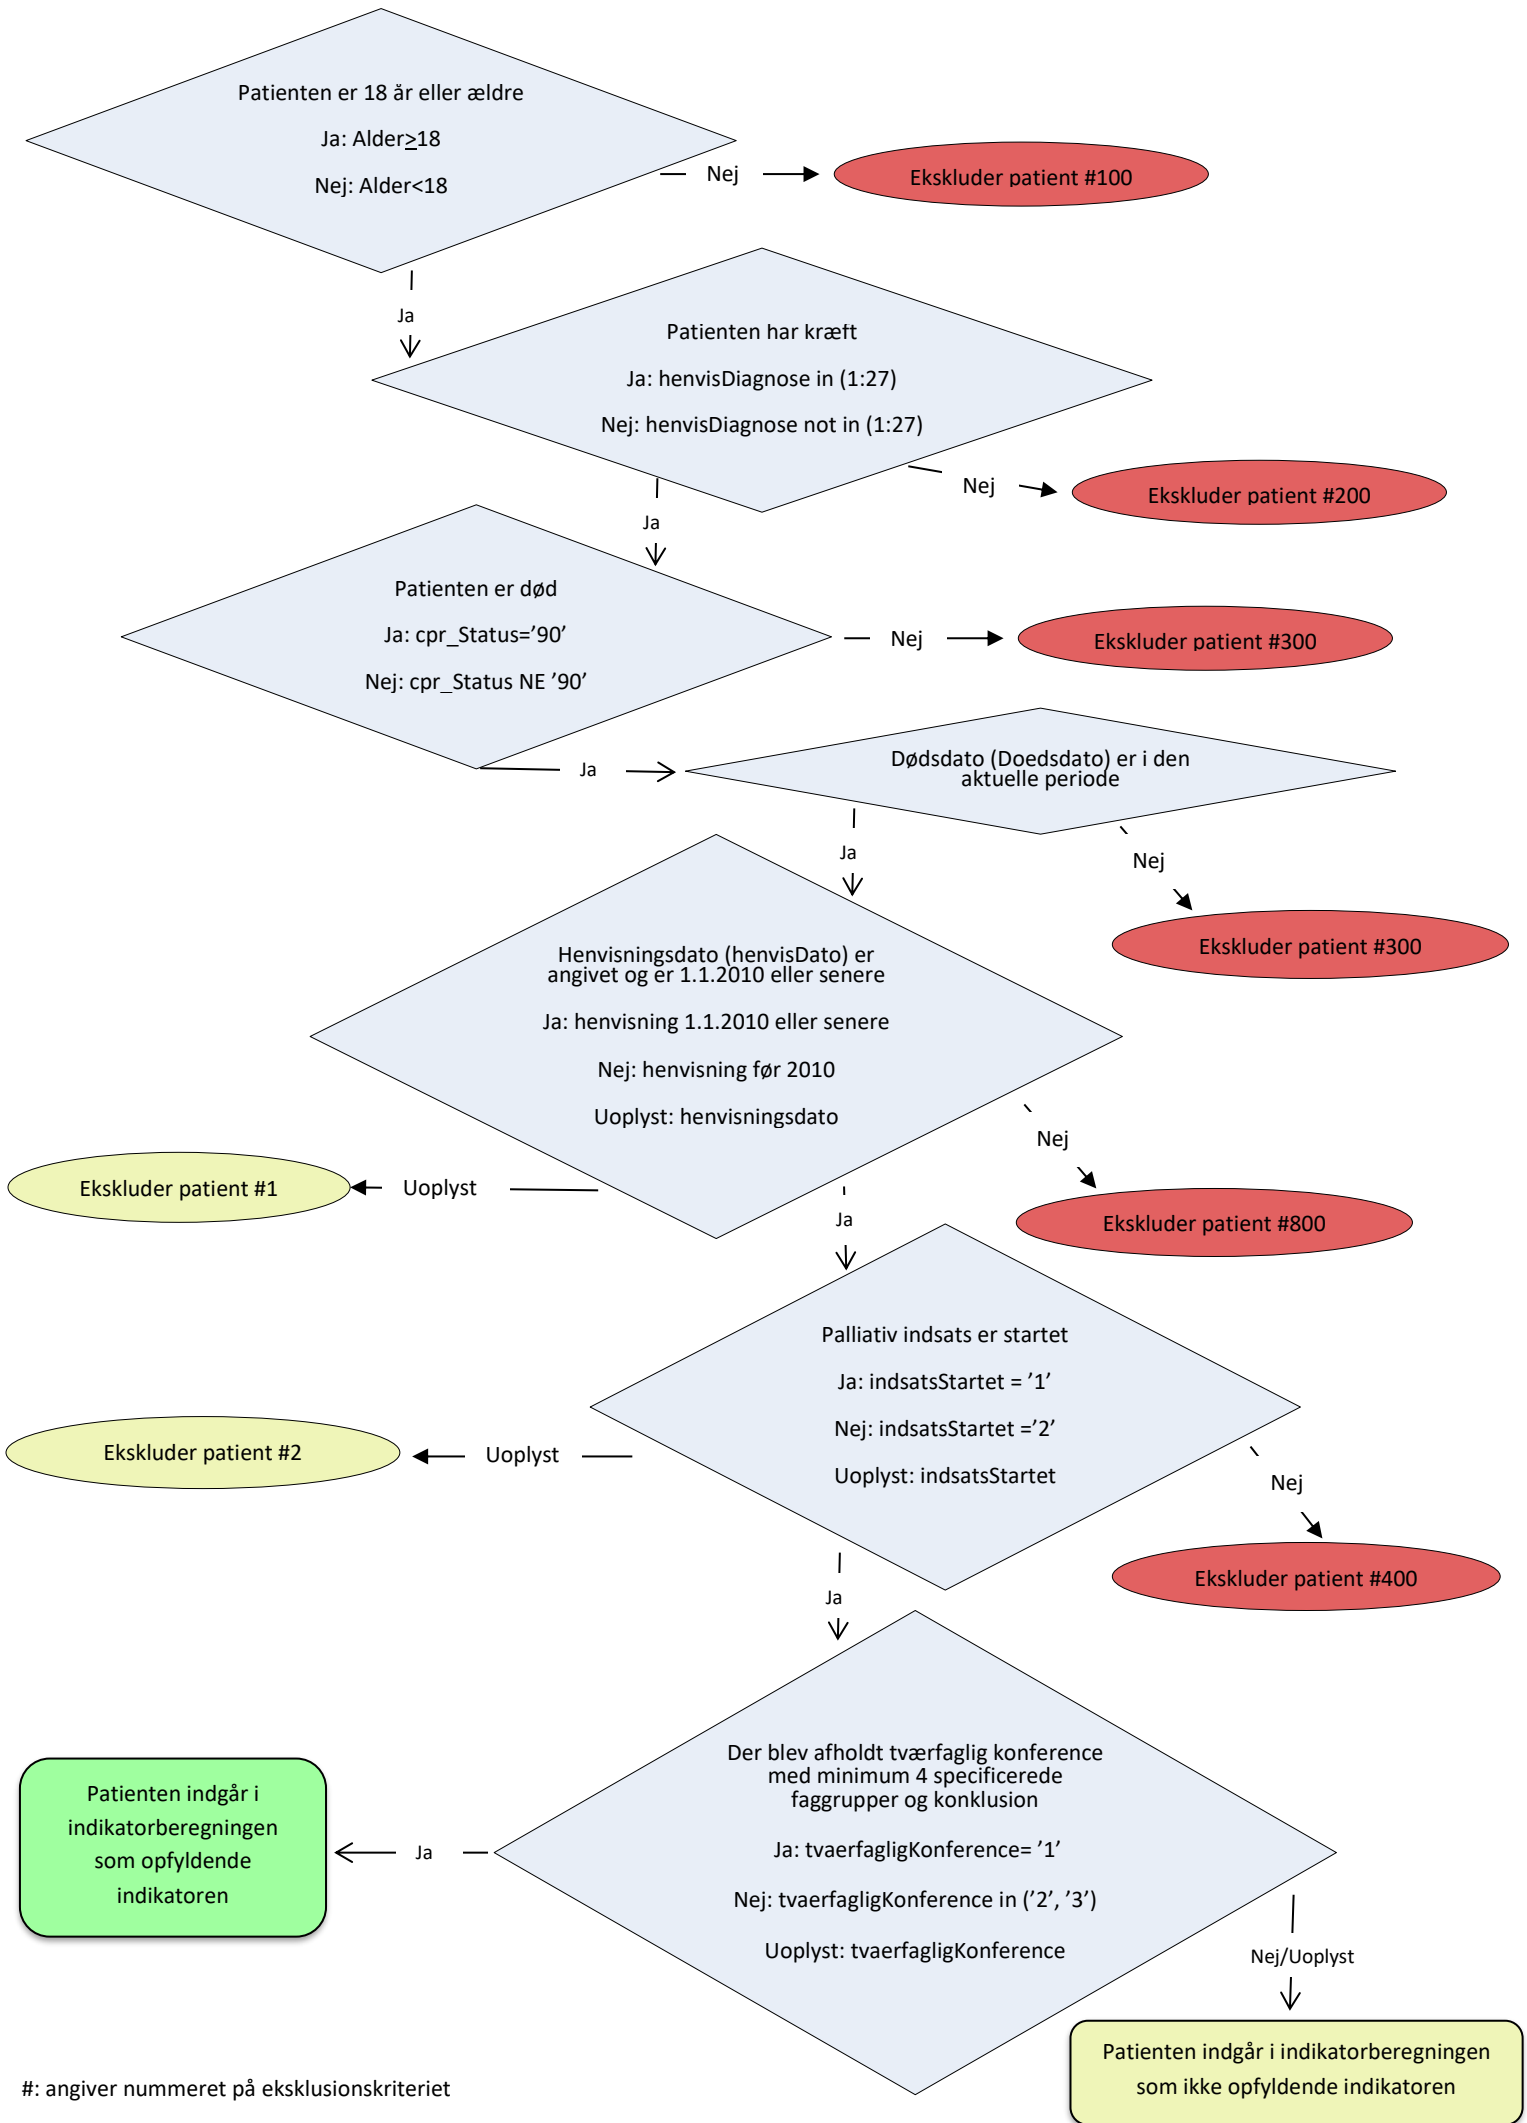 Patienten er 18 år eller ældre
Ja: Alder≥18
Nej: Alder<18
Nej
Ekskluder patient #100
Ja
Patienten har kræft
Ja: henvisDiagnose in (1:27)
Nej: henvisDiagnose not in (1:27)
Nej
Ekskluder patient #200
Ja
Patienten er død
Ja: cpr_Status=’90’
Nej: cpr_Status NE ’90’
Nej
Ekskluder patient #300
Ja
Dødsdato (Doedsdato) er i den
aktuelle periode
Ja
Nej
Ekskluder patient #300
Henvisningsdato (henvisDato) er
angivet og er 1.1.2010 eller senere
Ja: henvisning 1.1.2010 eller senere
Nej: henvisning før 2010
Uoplyst: henvisningsdato
Nej
Ekskluder patient #1
Uoplyst
Ja
Ekskluder patient #800
Palliativ indsats er startet
Ja: indsatsStartet = ’1’
Nej: indsatsStartet =’2’
Uoplyst: indsatsStartet
Ekskluder patient #2
Uoplyst
Nej
Ekskluder patient #400
Ja
Der blev afholdt tværfaglig konference
med minimum 4 specificerede
faggrupper og konklusion
Ja: tvaerfagligKonference= ’1’
Nej: tvaerfagligKonference in (’2’, ’3’)
Uoplyst: tvaerfagligKonference
Ja
Patienten indgår i
indikatorberegningen
som opfyldende
indikatoren
Nej/Uoplyst
Patienten indgår i indikatorberegningen
som ikke opfyldende indikatoren
#: angiver nummeret på eksklusionskriteriet